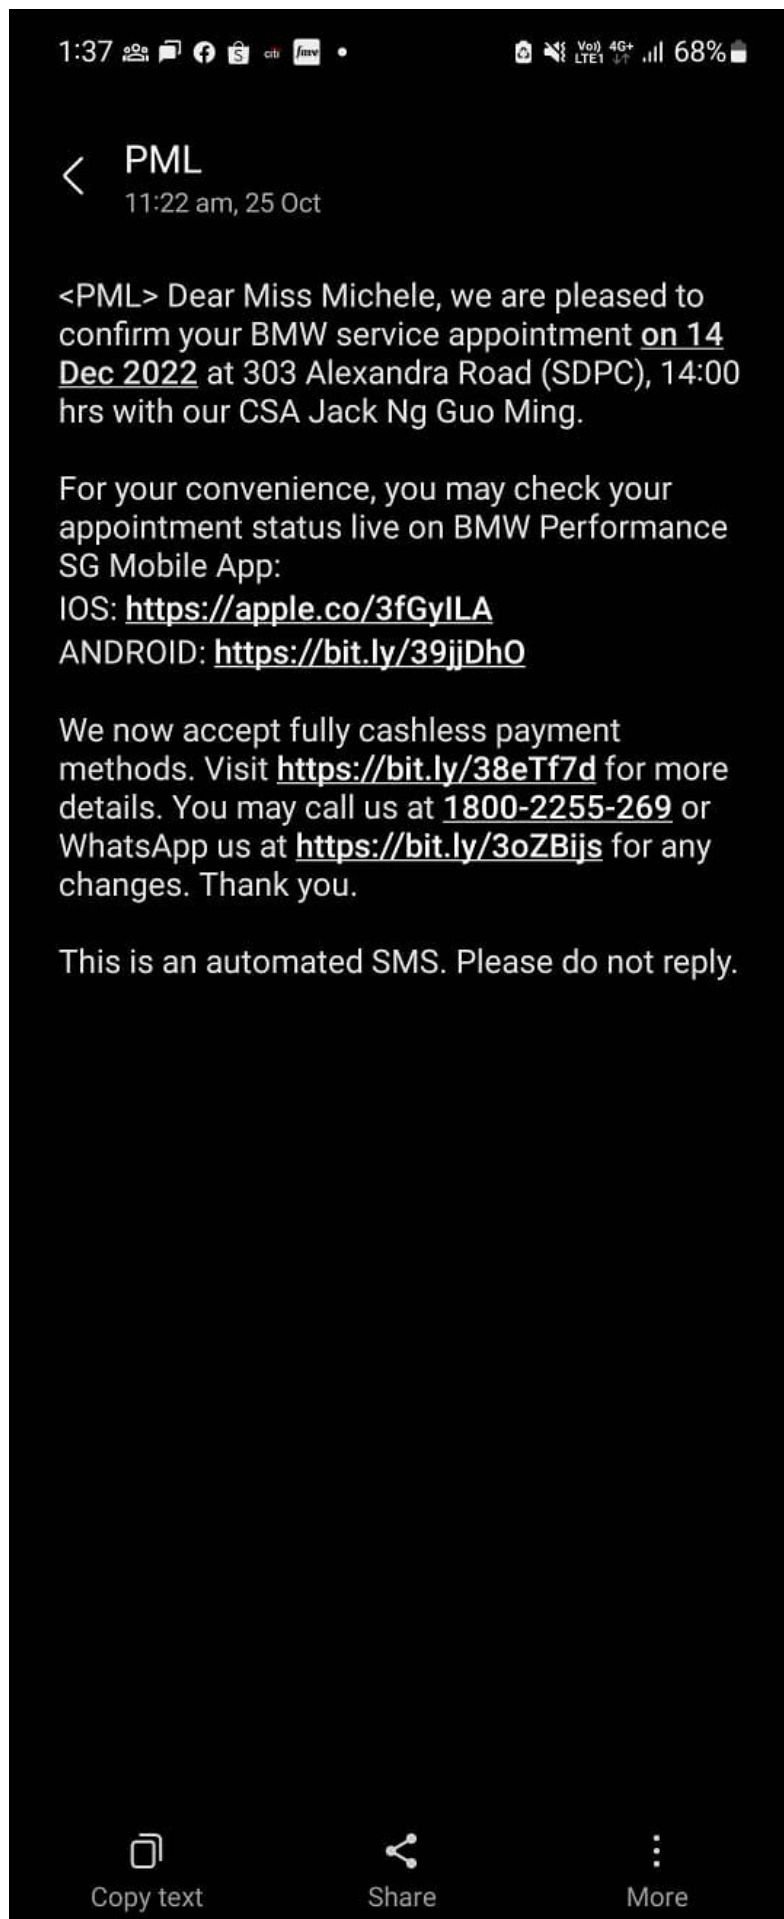 1:37 S citi fave Vo)) LTE1 4G+ 68%
PML
11:22 am, 25 Oct
<PML> Dear Miss Michele, we are pleased to
confirm your BMW service appointment on 14
Dec 2022 at 303 Alexandra Road (SDPC), 14:00
hrs with our CSA Jack Ng Guo Ming.
For your convenience, you may check your
appointment status live on BMW Performance
SG Mobile App:
IOS: https://apple.co/3fGyILA
ANDROID: https://bit.ly/39jjDhO
We now accept fully cashless payment
methods. Visit https://bit.ly/38eTf7d for more
details. You may call us at 1800-2255-269 or
WhatsApp us at https://bit.ly/3oZBijs for any
changes. Thank you.
This is an automated SMS. Please do not reply.
Copy text Share More